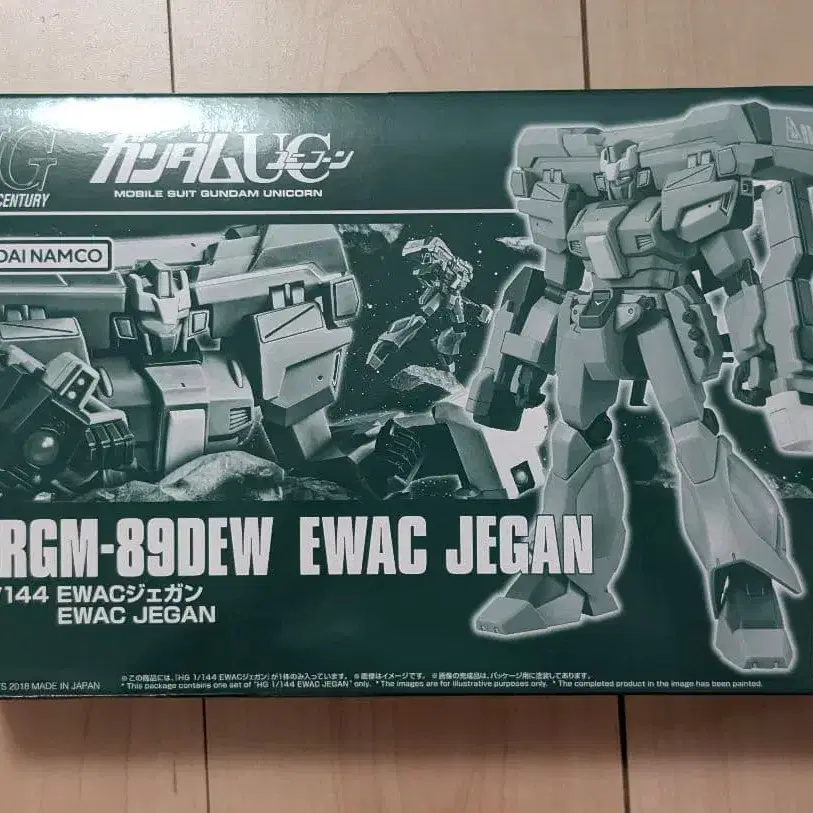 G
ガンダムUC ユニコーン
CENTURY
MOBILE SUIT GUNDAM UNICORN
DAI NAMCO
RGM-89DEW EWAC JEGAN
/144 EWACジェガン
EWAC JEGAN
S 2018 MADE IN JAPAN
※この商品には、「HG 1/144 EWACジェガン」が1体のみ入っています。 ※画像はイメージです。 ※画像の完成品は、パッケージ用に塗装してあります。
* This package contains one set of "HG 1/144 EWAC JEGAN" only. * The images are for illustrative purposes only. * The completed product in the image has been painted.